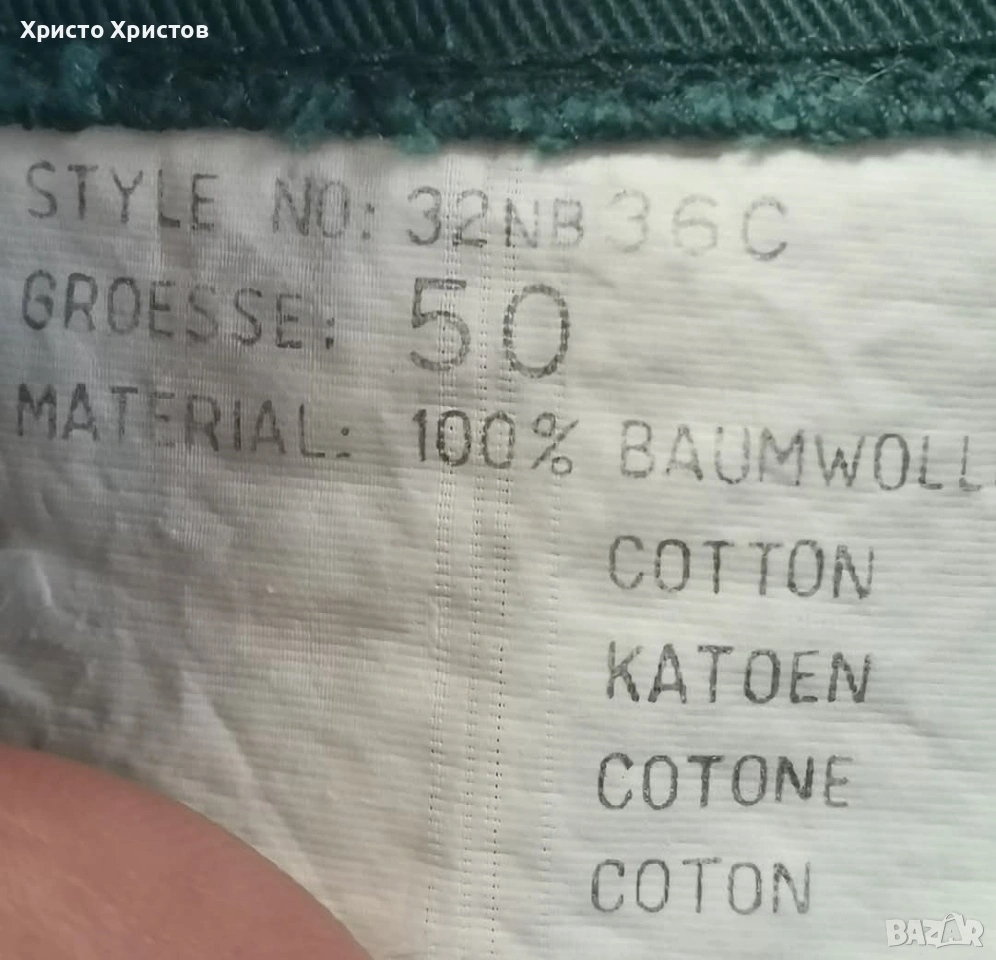 Христо Христов
STYLE NO: 32NB36C
GROESSE: 50
MATERIAL: 100% BAUMWOLL
COTTON
KATOEN
COTONE
COTON
BAZAR